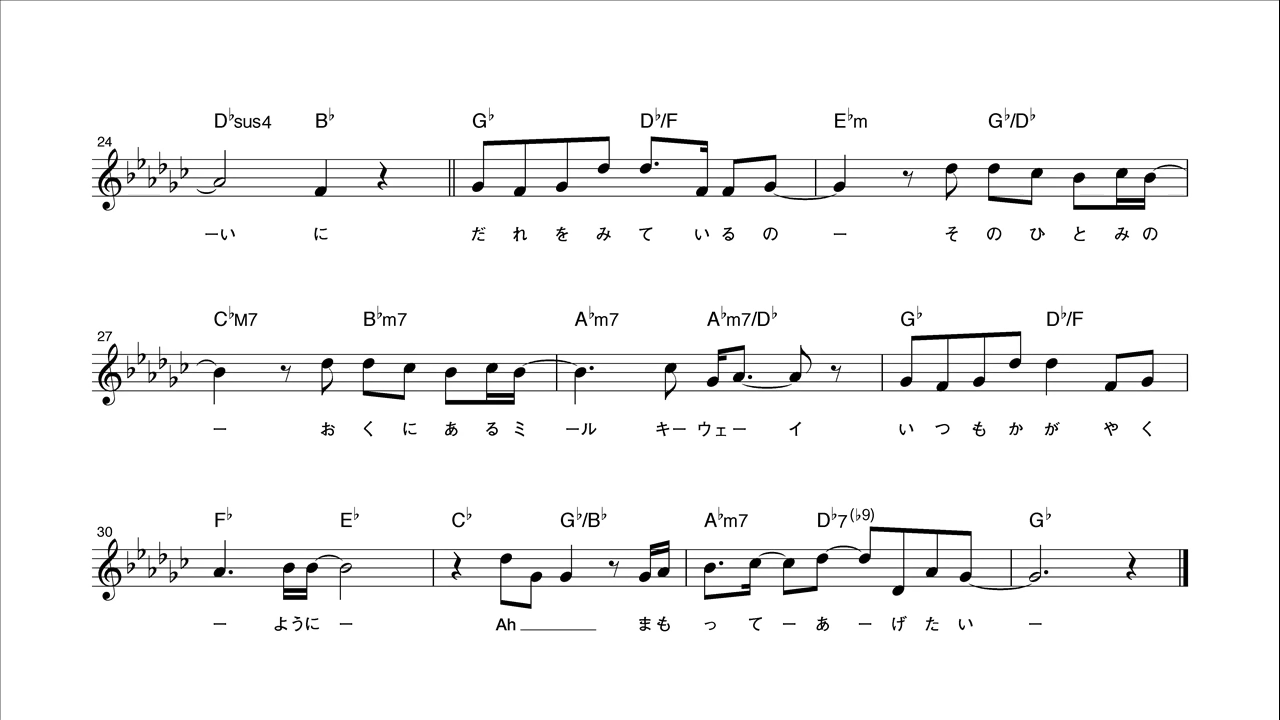 D♭sus4 B♭ G♭ D♭/F E♭m G♭/D♭
24
ーい に だ れ を み て い る の ー そ の ひ と み の
C♭M7 B♭m7 A♭m7 A♭m7/D♭ G♭ D♭/F
27
ー お く に あ る ミ ール キー ウェー イ い つ も か が や く
F♭ E♭ C♭ G♭/B♭ A♭m7 D♭7(♭9) G♭
30
ー ように ー Ah ま も っ て ー あ ー げ た い ー